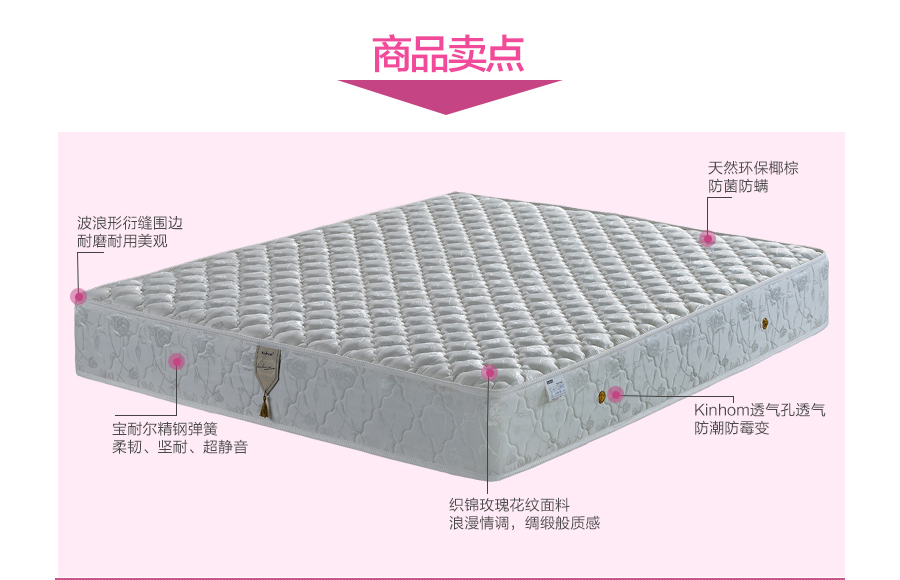 商品卖点
天然环保椰棕
防菌防螨
波浪形衍缝围边
耐磨耐用美观
宝耐尔精钢弹簧
柔韧、坚耐、超静音
Kinhom透气孔透气
防潮防霉变
织锦玫瑰花纹面料
浪漫情调，绸缎般质感